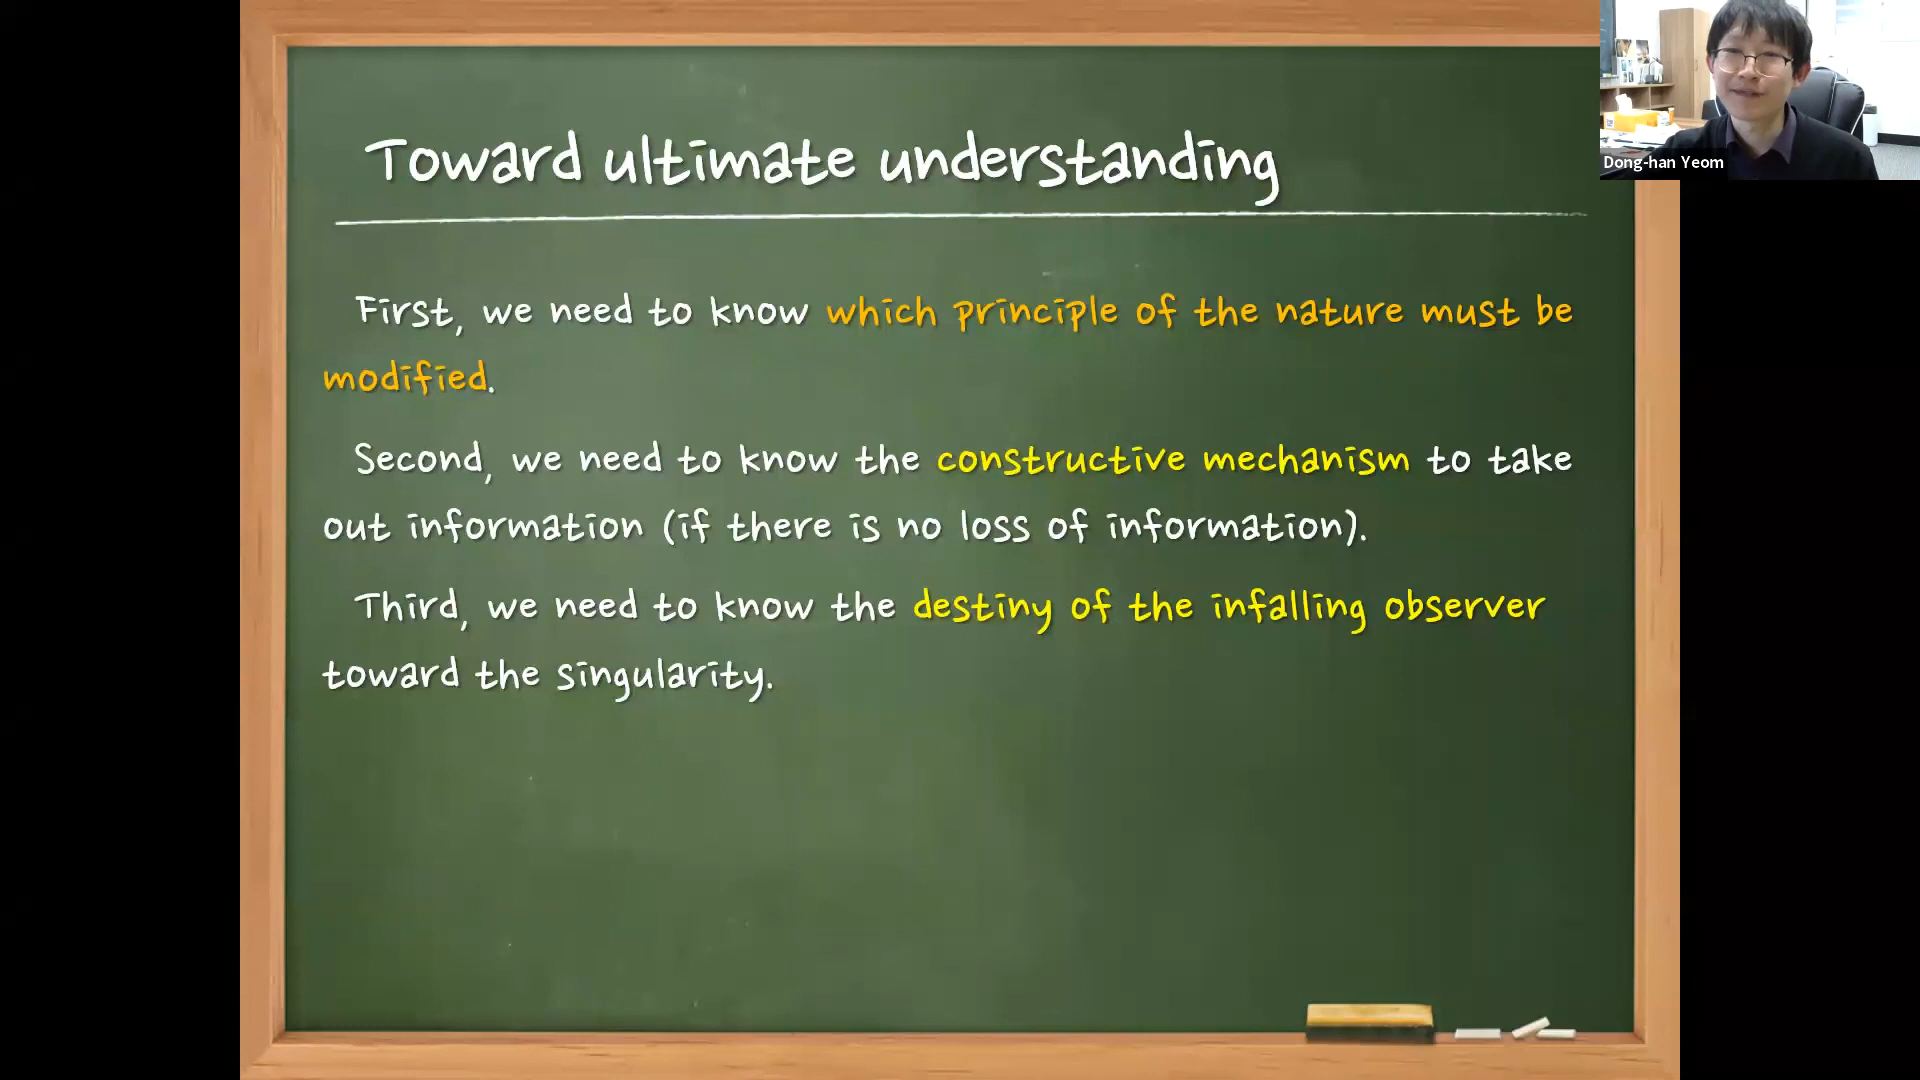 Toward ultimate understanding
First, we need to know which principle of the nature must be
modified.
Second, we need to know the constructive mechanism to take
out information (if there is no loss of information).
Third, we need to know the destiny of the infalling observer
toward the singularity.
Dong-han Yeom